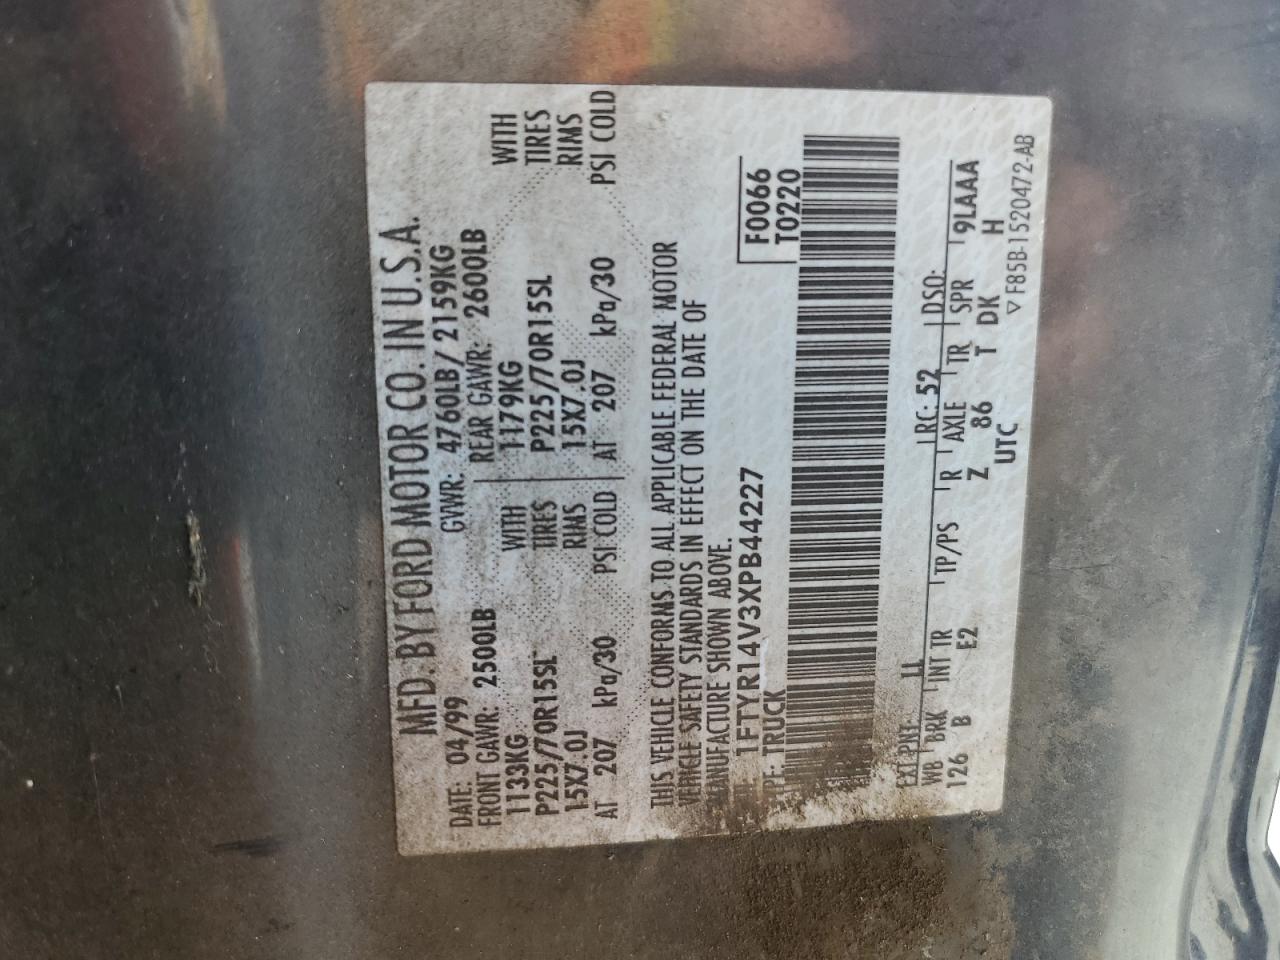 MFD. BY FORD MOTOR CO. IN U.S.A.
DATE: 04/99 GVWR: 4760LB/ 2159KG
FRONT GAWR: 2500LB REAR GAWR: 2600LB
1133KG WITH 1179KG WITH
P225/70R15SL TIRES P225/70R15SL TIRES
15X7.0J RIMS 15X7.0J RIMS
AT 207 kPa/30 PSI COLD AT 207 kPa/30 PSI COLD
THIS VEHICLE CONFORMS TO ALL APPLICABLE FEDERAL MOTOR
VEHICLE SAFETY STANDARDS IN EFFECT ON THE DATE OF
MANUFACTURE SHOWN ABOVE.
1FTYR14V3XPB44227 F0066
TYPE: TRUCK T0220
EXT PNT: LL RC: 52 DSO:
WB BRK INT TR TP/PS R AXLE TR SPR 9LAAA
126 B E2 Z 86 T DK H
UTC ▽ F85B-1520472-AB